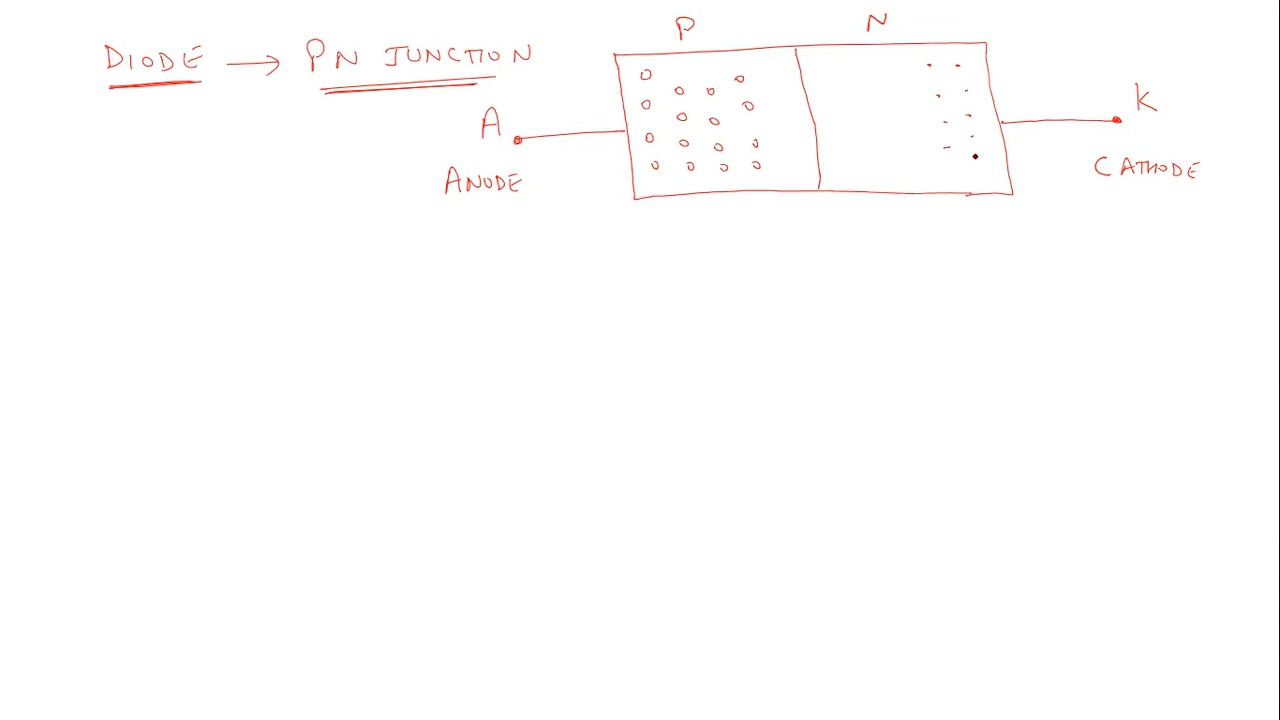 P N
DIODE → PN JUNCTION
A K
ANODE CATHODE